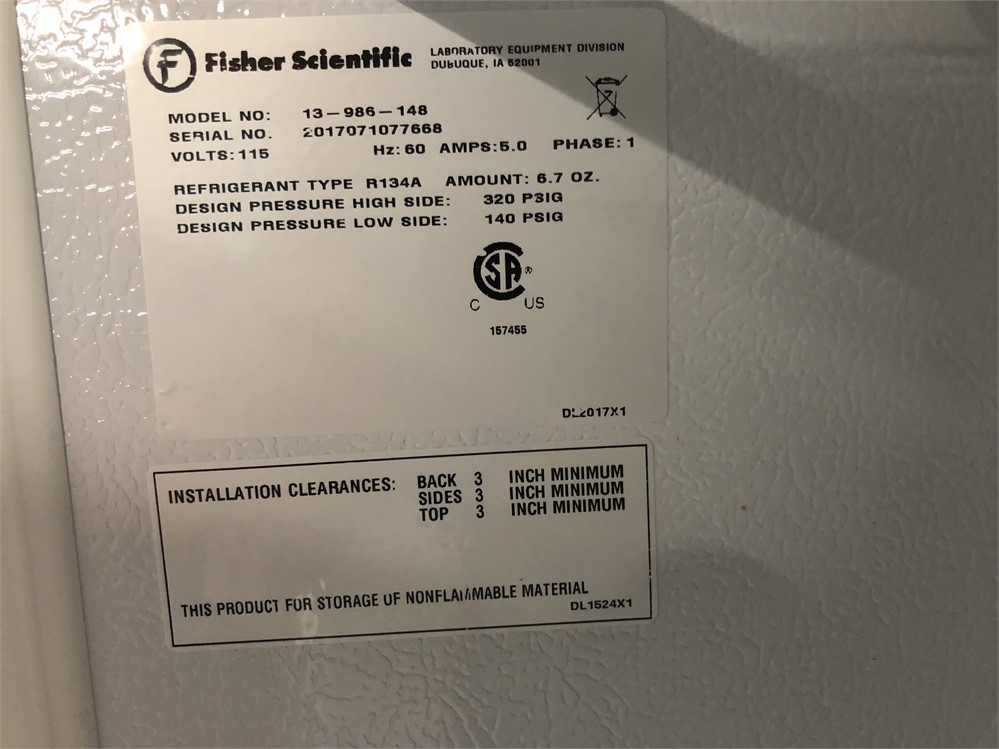 F Fisher Scientific
LABORATORY EQUIPMENT DIVISION
DUBUQUE, IA 52001
MODEL NO: 13-986-148
SERIAL NO. 2017071077668
VOLTS: 115 Hz: 60 AMPS: 5.0 PHASE: 1
REFRIGERANT TYPE R134A AMOUNT: 6.7 OZ.
DESIGN PRESSURE HIGH SIDE: 320 PSIG
DESIGN PRESSURE LOW SIDE: 140 PSIG
SA ®
C US
157455
DL2017X1
INSTALLATION CLEARANCES: BACK 3 INCH MINIMUM
SIDES 3 INCH MINIMUM
TOP 3 INCH MINIMUM
THIS PRODUCT FOR STORAGE OF NONFLAMMABLE MATERIAL
DL1524X1